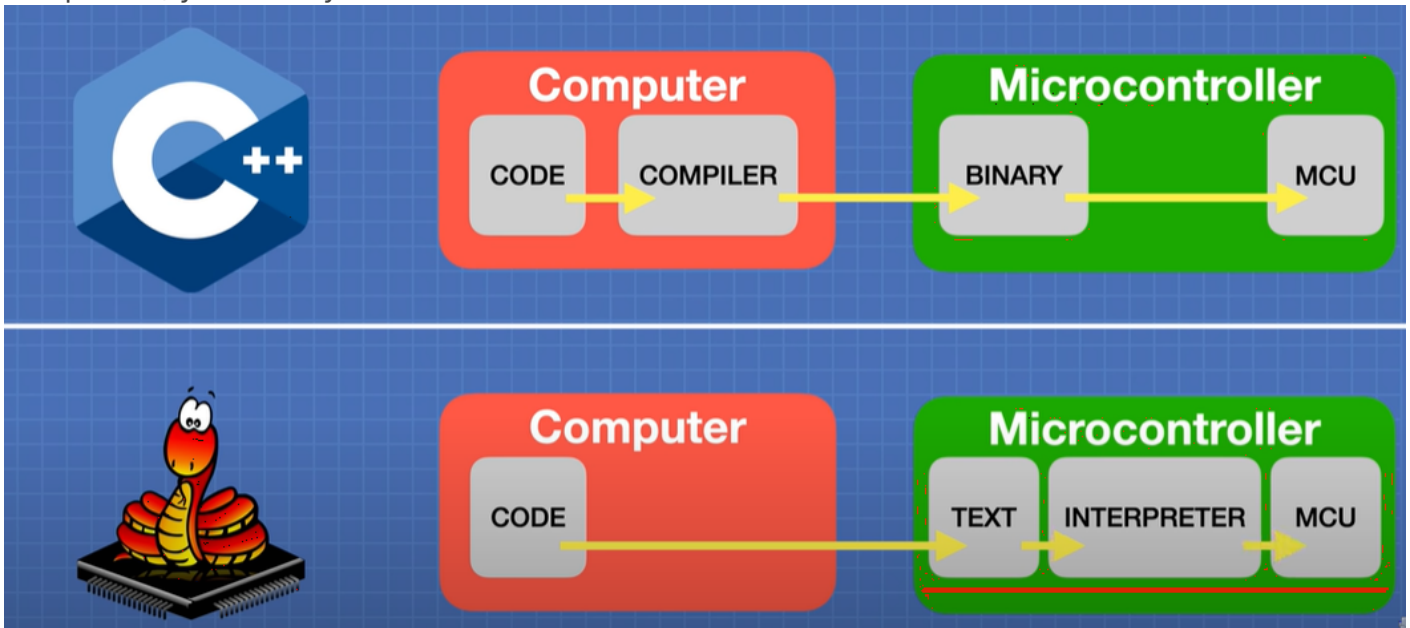 C++
Computer
Microcontroller
CODE
COMPILER
BINARY
MCU
Computer
Microcontroller
CODE
TEXT
INTERPRETER
MCU